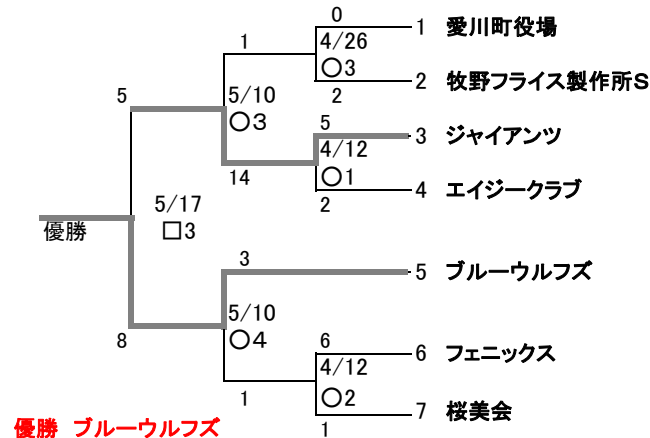 0
1 愛川町役場
4/26
○3
1
2 牧野フライス製作所S
2
5
5/10
○3
5
3 ジャイアンツ
4/12
○1
14
4 エイジークラブ
2
5/17
□3
優勝
3
5 ブルーウルフズ
5/10
○4
8
6
6 フェニックス
4/12
○2
1
7 桜美会
1
優勝 ブルーウルフズ